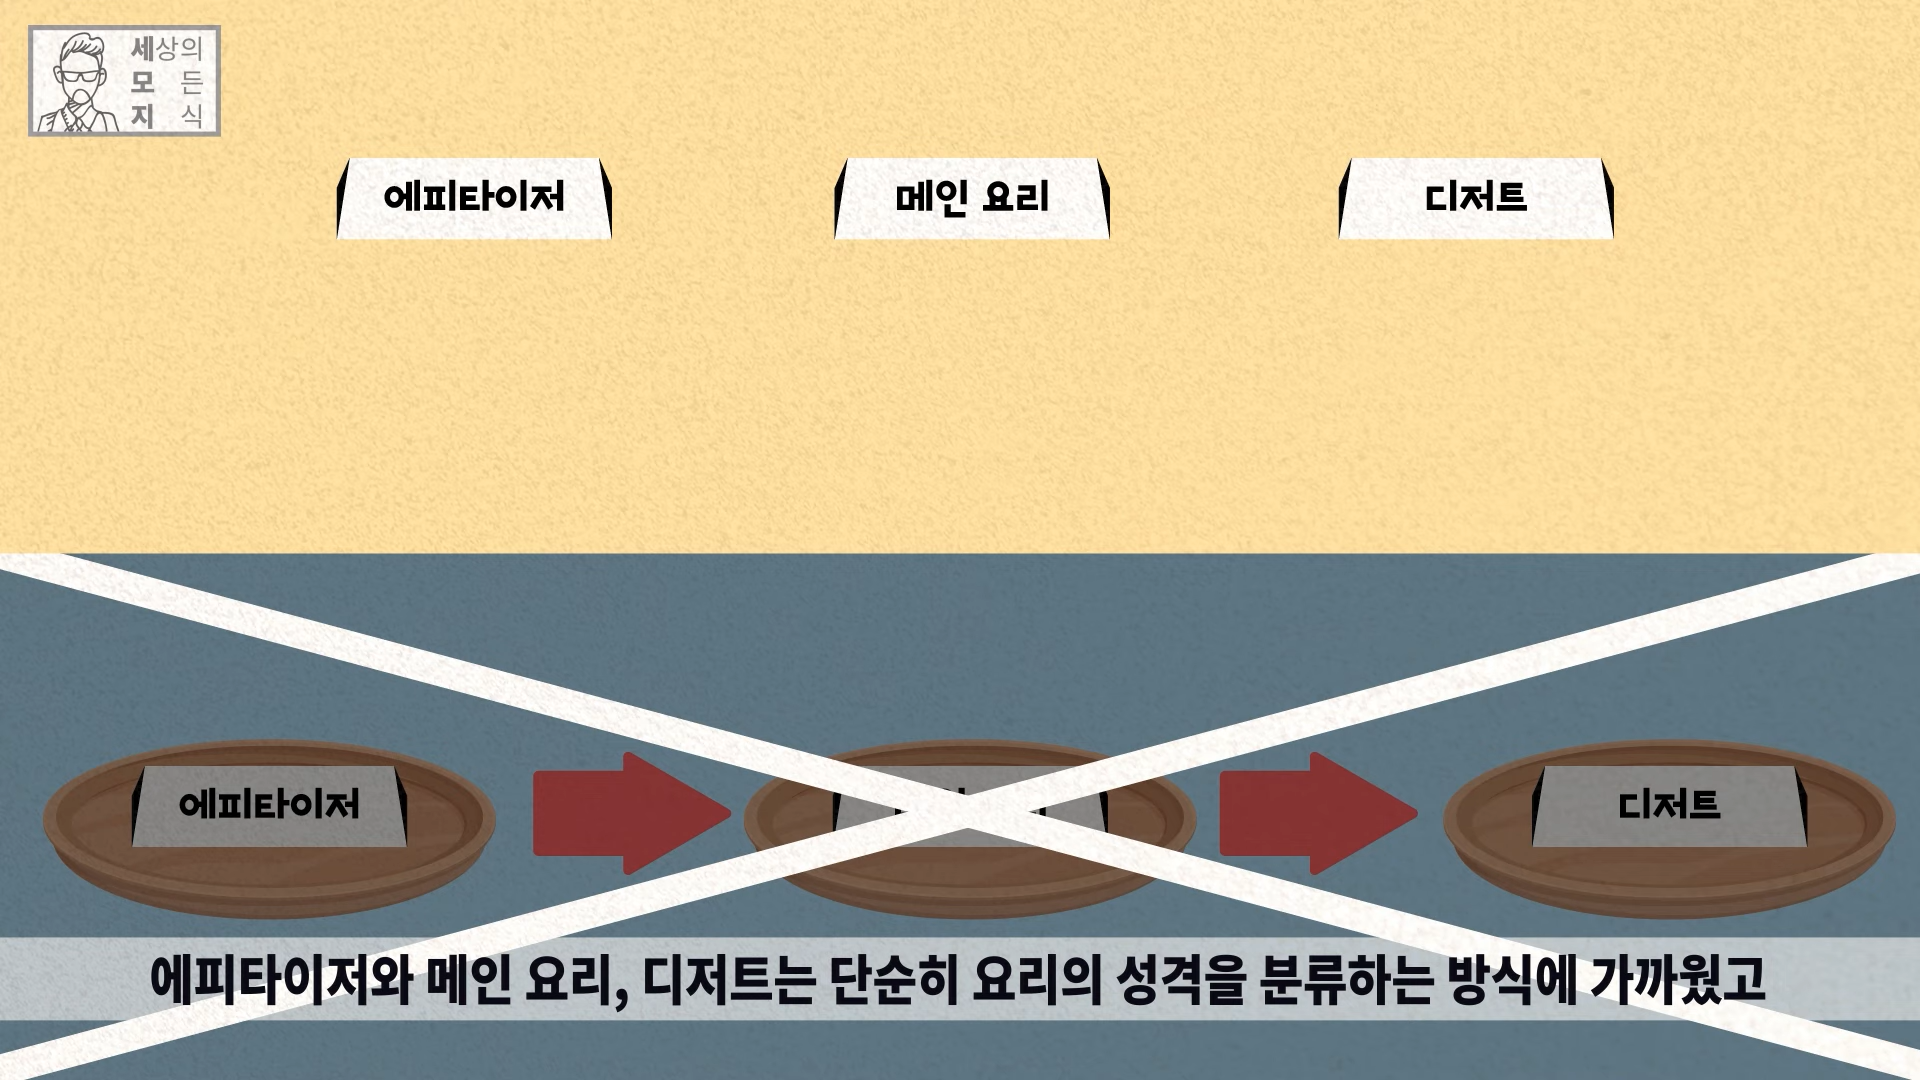 세상의
모든
지식
에피타이저
메인 요리
디저트
에피타이저
디저트
에피타이저와 메인 요리, 디저트는 단순히 요리의 성격을 분류하는 방식에 가까웠고